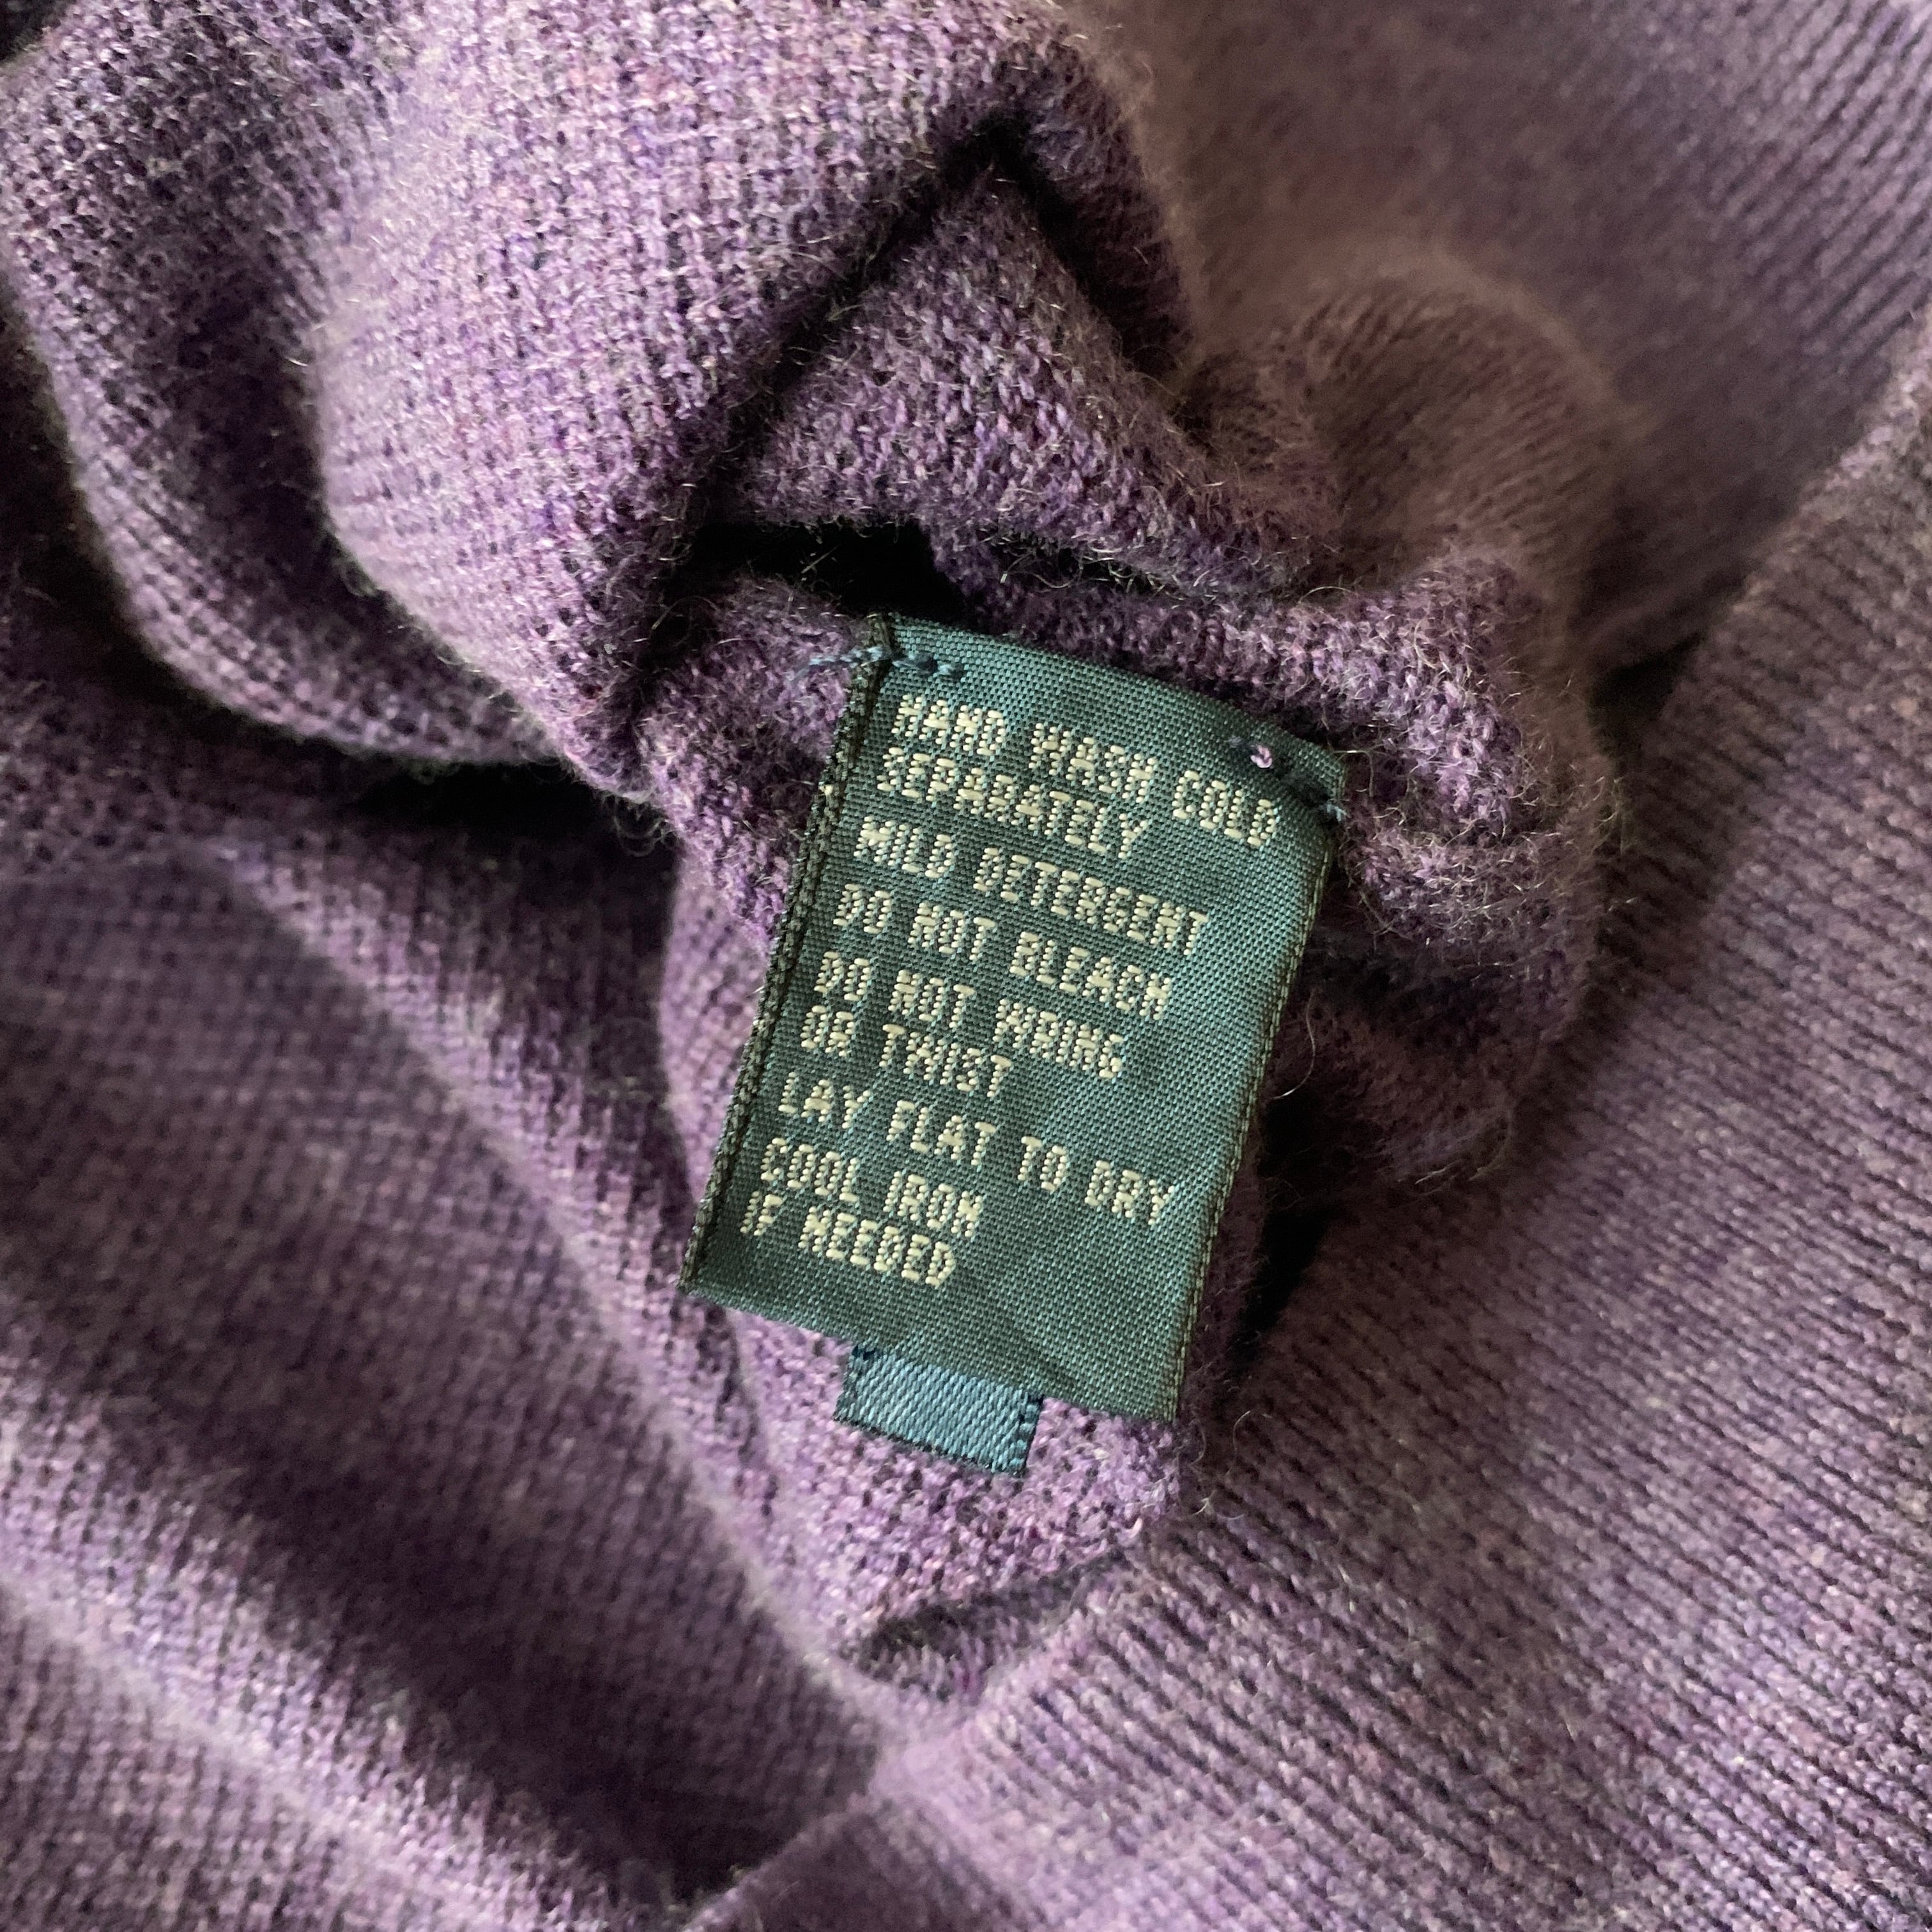 HAND WASH COLD
SEPARATELY
MILD DETERGENT
DO NOT BLEACH
DO NOT WRING
OR TWIST
LAY FLAT TO DRY
COOL IRON
IF NEEDED